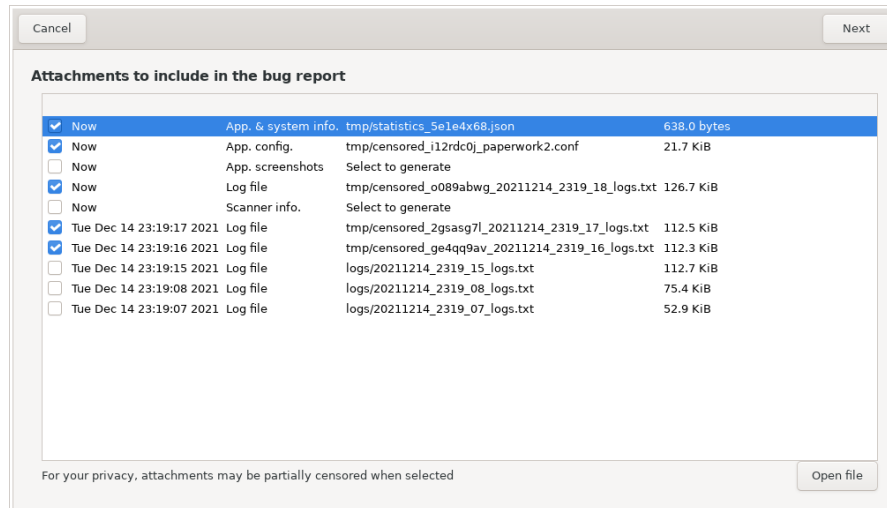 Cancel
Next
Attachments to include in the bug report
Now App. & system info. tmp/statistics_5e1e4x68.json 638.0 bytes
Now App. config. tmp/censored_i12rdc0j_paperwork2.conf 21.7 KiB
Now App. screenshots Select to generate
Now Log file tmp/censored_o089abwg_20211214_2319_18_logs.txt 126.7 KiB
Now Scanner info. Select to generate
Tue Dec 14 23:19:17 2021 Log file tmp/censored_2gsasg7l_20211214_2319_17_logs.txt 112.5 KiB
Tue Dec 14 23:19:16 2021 Log file tmp/censored_ge4qq9av_20211214_2319_16_logs.txt 112.3 KiB
Tue Dec 14 23:19:15 2021 Log file logs/20211214_2319_15_logs.txt 112.7 KiB
Tue Dec 14 23:19:08 2021 Log file logs/20211214_2319_08_logs.txt 75.4 KiB
Tue Dec 14 23:19:07 2021 Log file logs/20211214_2319_07_logs.txt 52.9 KiB
For your privacy, attachments may be partially censored when selected
Open file